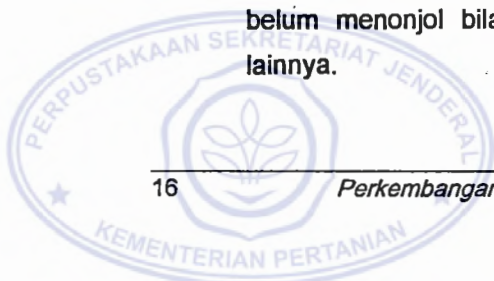 belum menonjol bila
lainnya.
PERPUSTAKAAN SEKRETARIAT JENDERAL
16 Perkembangan
KEMENTERIAN PERTANIAN